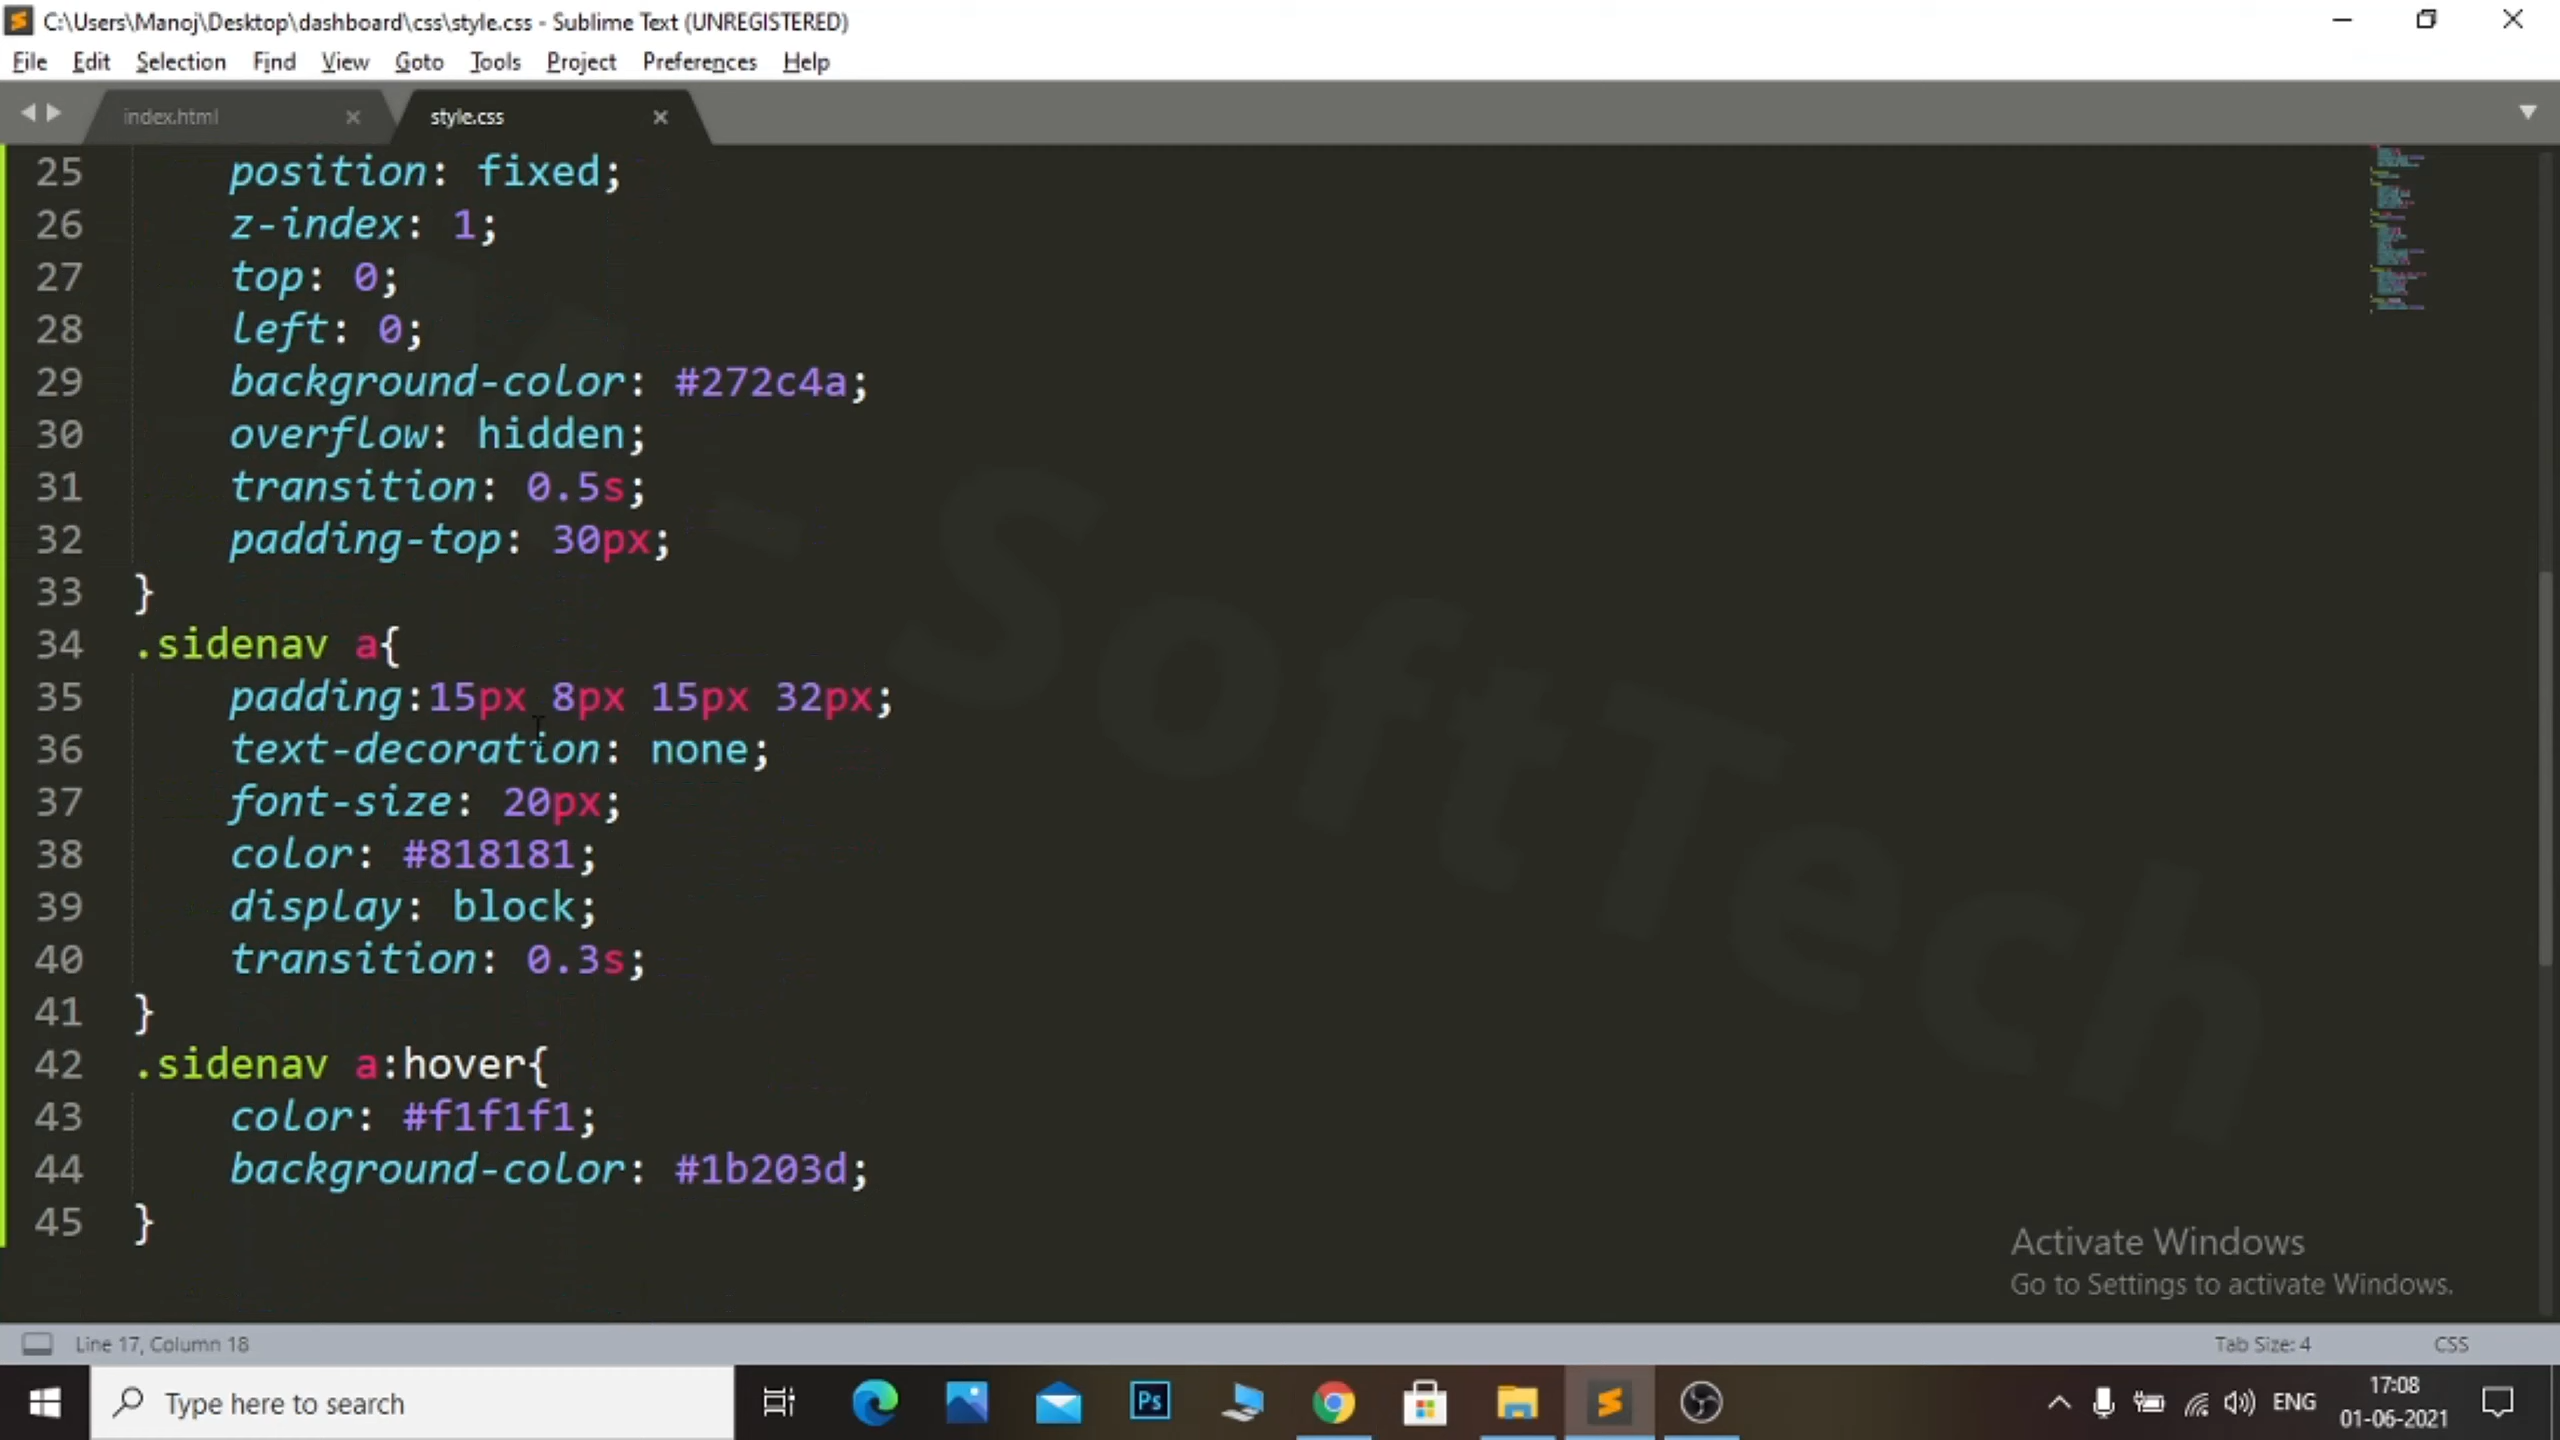 C:\Users\Manoj\Desktop\dashboard\css\style.css - Sublime Text (UNREGISTERED)
File Edit Selection Find View Goto Tools Project Preferences Help
index.html style.css
25 position: fixed;
26 z-index: 1;
27 top: 0;
28 left: 0;
29 background-color: #272c4a;
30 overflow: hidden;
31 transition: 0.5s;
32 padding-top: 30px;
33 }
34 .sidenav a{
35 padding:15px 8px 15px 32px;
36 text-decoration: none;
37 font-size: 20px;
38 color: #818181;
39 display: block;
40 transition: 0.3s;
41 }
42 .sidenav a:hover{
43 color: #f1f1f1;
44 background-color: #1b203d;
45 }
- SoftTech
Activate Windows
Go to Settings to activate Windows.
Line 17, Column 18 Tab Size: 4 CSS
Type here to search Ps ENG 17:08
01-06-2021